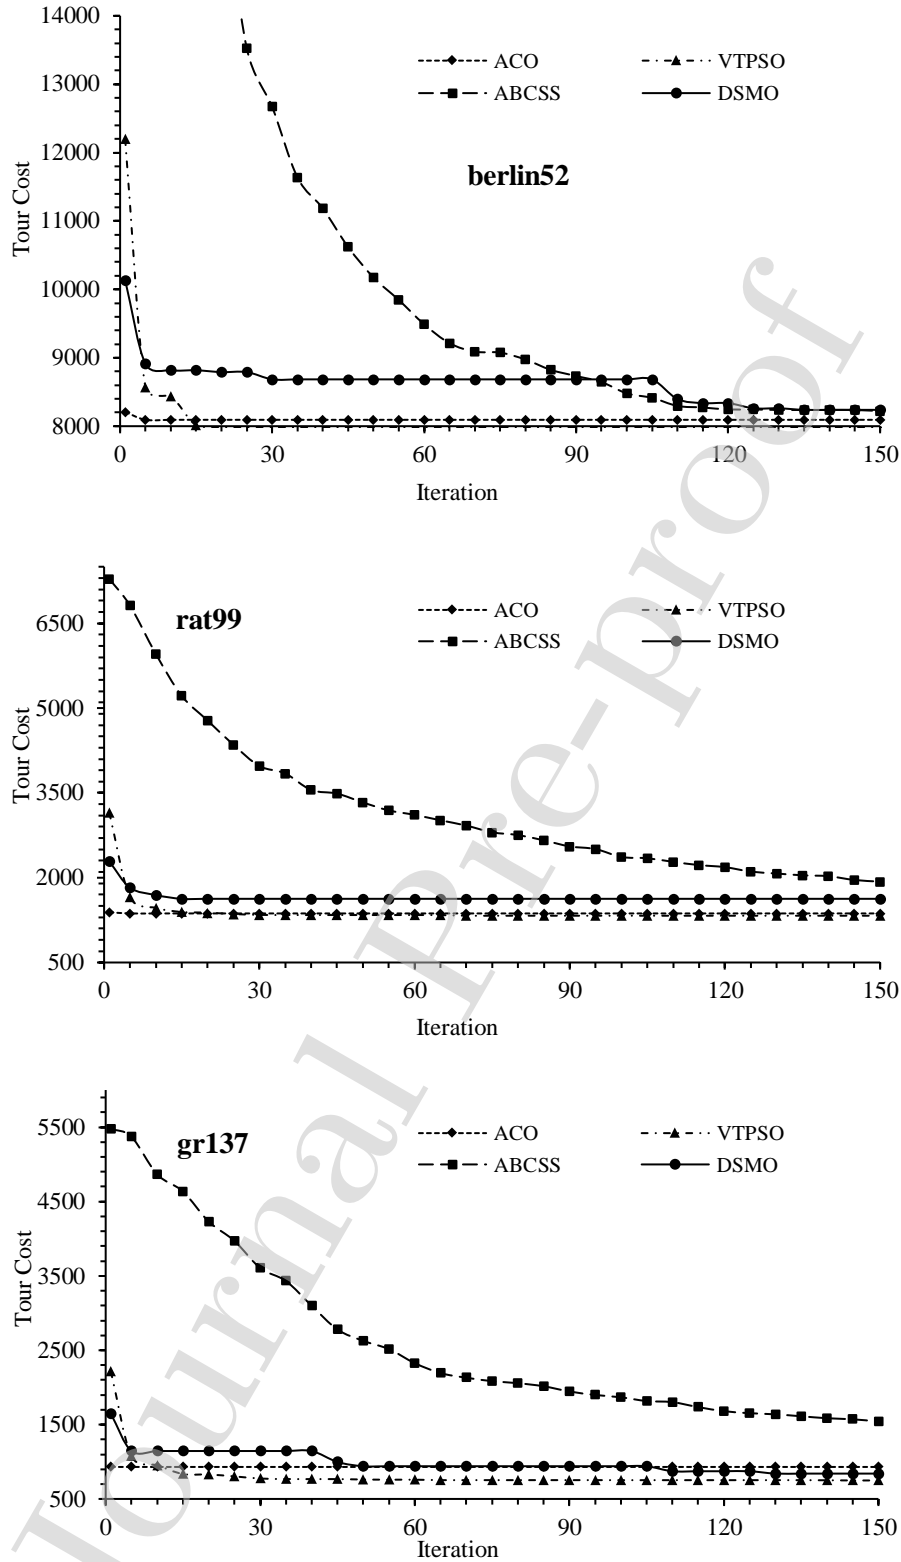 14000
13000
12000
11000
10000
9000
8000
Tour Cost
ACO
VTPSO
ABCSS
DSMO
berlin52
0
30
60
90
120
150
Iteration
6500
5000
3500
2000
500
Tour Cost
rat99
ACO
VTPSO
ABCSS
DSMO
0
30
60
90
120
150
Iteration
5500
4500
3500
2500
1500
500
Tour Cost
gr137
ACO
VTPSO
ABCSS
DSMO
0
30
60
90
120
150
Iteration
Journal Pre-proof